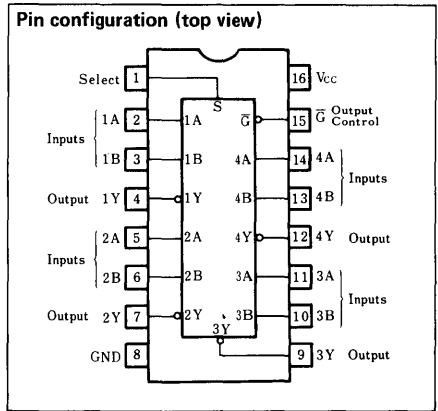 Pin configuration (top view)
Select 1
16 Vcc
S
1A 2 1A
G̅ 15 G̅ Output Control
Inputs
1B 3 1B
4A 14 4A
Inputs
4B 13 4B
Output 1Y 4 1Y
4Y 12 4Y Output
2A 5 2A
3A 11 3A
Inputs
2B 6 2B
3B 10 3B
Inputs
Output 2Y 7 2Y
3Y
GND 8
9 3Y Output